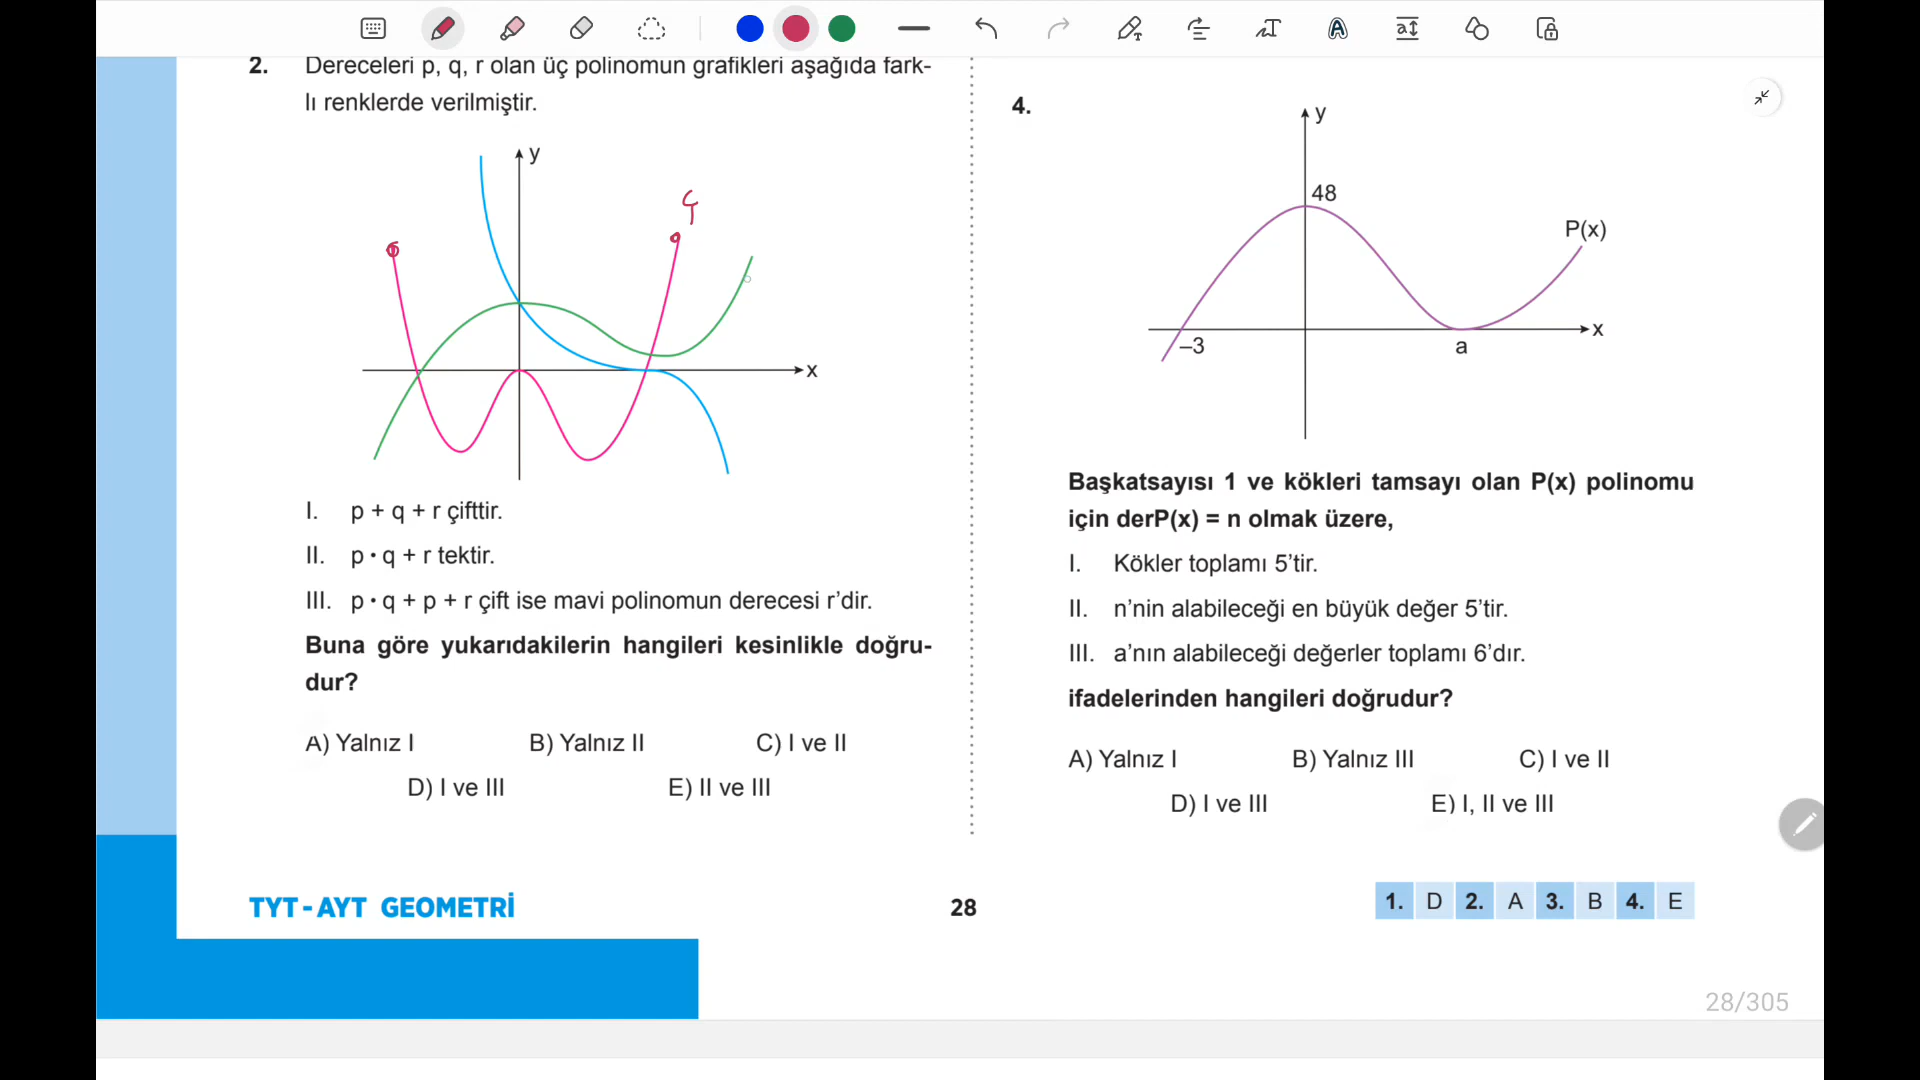 2. Dereceleri p, q, r olan üç polinomun grafikleri aşağıda fark-
lı renklerde verilmiştir.
y
Ç
x
I. p + q + r çifttir.
II. p • q + r tektir.
III. p • q + p + r çift ise mavi polinomun derecesi r’dir.
Buna göre yukarıdakilerin hangileri kesinlikle doğru-
dur?
A) Yalnız I B) Yalnız II C) I ve II
D) I ve III E) II ve III
4.
y
48
P(x)
x
–3
a
Başkatsayısı 1 ve kökleri tamsayı olan P(x) polinomu
için derP(x) = n olmak üzere,
I. Kökler toplamı 5’tir.
II. n’nin alabileceği en büyük değer 5’tir.
III. a’nın alabileceği değerler toplamı 6’dır.
ifadelerinden hangileri doğrudur?
A) Yalnız I B) Yalnız III C) I ve II
D) I ve III E) I, II ve III
TYT - AYT GEOMETRİ
28
1. D 2. A 3. B 4. E
28/305